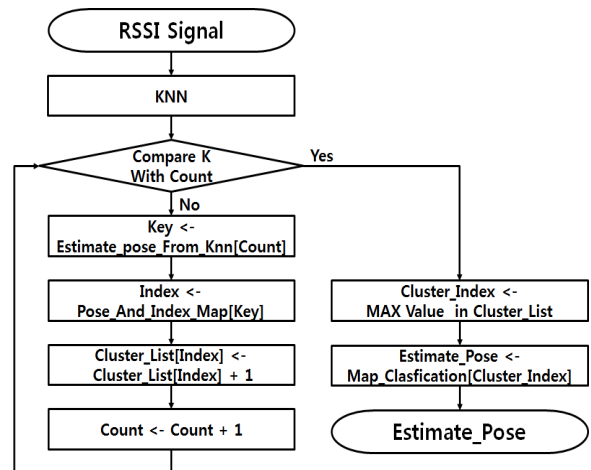 RSSI Signal
KNN
Compare K
With Count
Yes
No
Key <-
Estimate_pose_From_Knn[Count]
Index <-
Pose_And_Index_Map[Key]
Cluster_List[Index] <-
Cluster_List[Index] + 1
Count <- Count + 1
Cluster_Index <-
MAX Value in Cluster_List
Estimate_Pose <-
Map_Clasfication[Cluster_Index]
Estimate_Pose